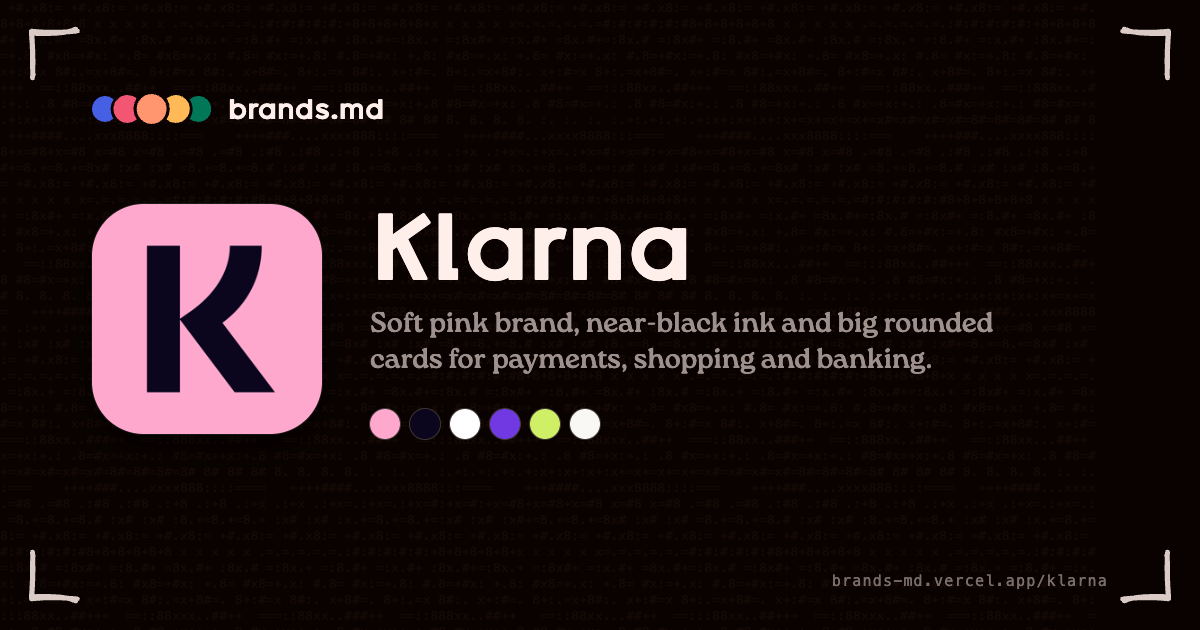 brands.md
K
Klarna
Soft pink brand, near-black ink and big rounded
cards for payments, shopping and banking.
brands-md.vercel.app/klarna